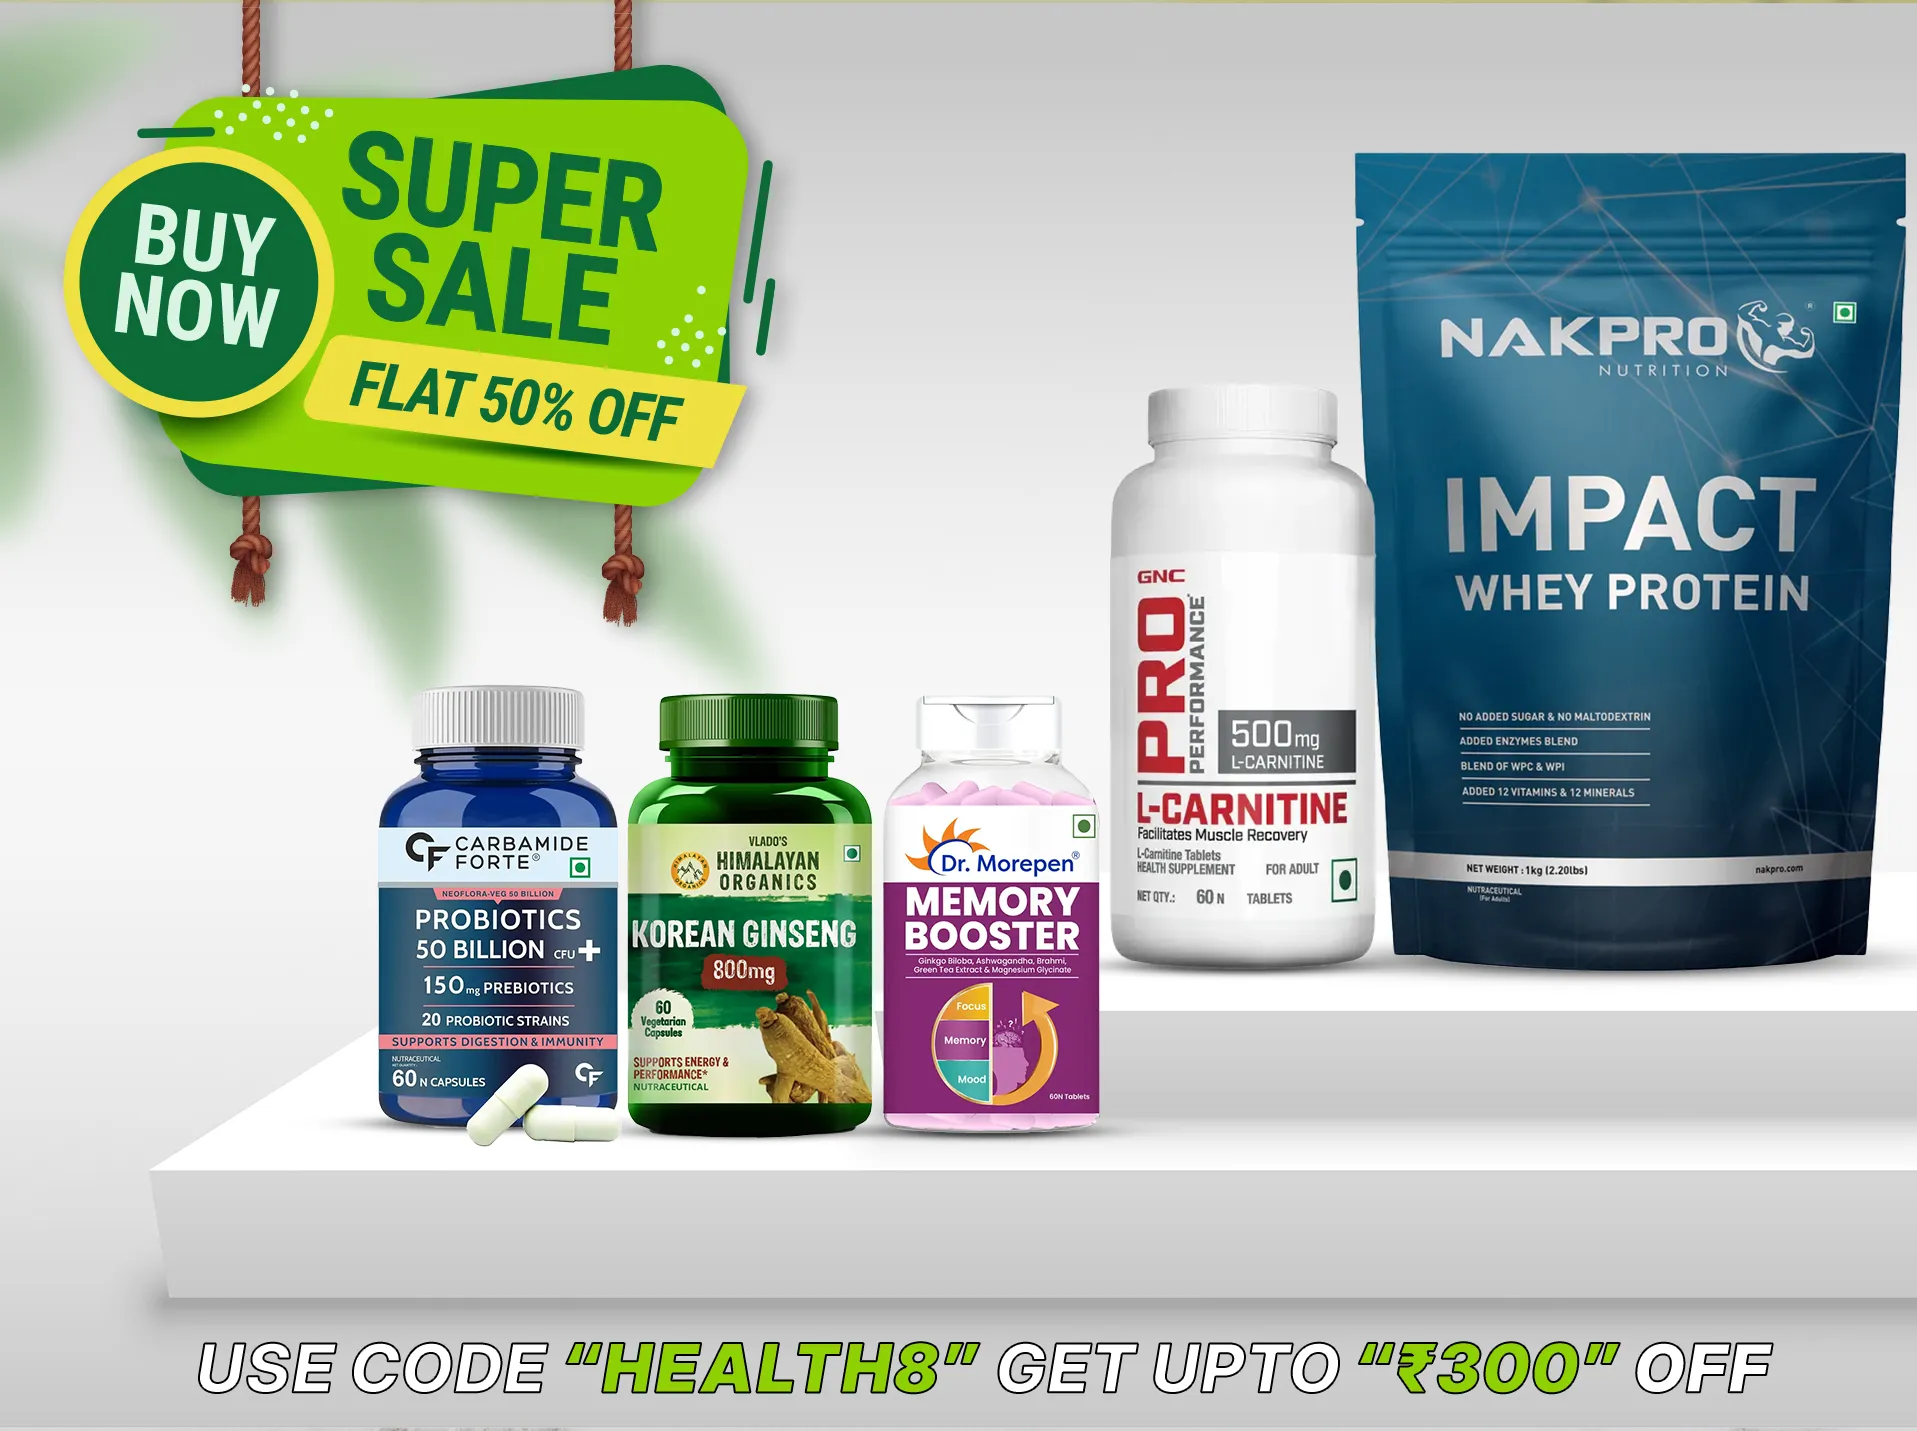 BUY
NOW
SUPER
SALE
FLAT 50% OFF
CF CARBAMIDE
FORTE®
NEOFLORA-VEG 50 BILLION
PROBIOTICS
50 BILLION CFU +
150mg PREBIOTICS
20 PROBIOTIC STRAINS
SUPPORTS DIGESTION & IMMUNITY
NUTRACEUTICAL
60 N CAPSULES
CF
VLADO'S
HIMALAYAN
ORGANICS
KOREAN GINSENG
800mg
60
Vegetarian
Capsules
SUPPORTS ENERGY &
PERFORMANCE*
NUTRACEUTICAL
Dr. Morepen®
MEMORY
BOOSTER
Ginkgo Biloba, Ashwagandha, Brahmi,
Green Tea Extract & Magnesium Glycinate
Focus
Memory
Mood
60N Tablets
GNC
PRO
PERFORMANCE
500mg
L-CARNITINE
L-CARNITINE
Facilitates Muscle Recovery
L-Carnitine Tablets
HEALTH SUPPLEMENT FOR ADULT
NET QTY.: 60 N TABLETS
NAKPRO®
NUTRITION
IMPACT
WHEY PROTEIN
NO ADDED SUGAR & NO MALTODEXTRIN
ADDED ENZYMES BLEND
BLEND OF WPC & WPI
ADDED 12 VITAMINS & 12 MINERALS
NET WEIGHT : 1kg (2.20lbs)
nakpro.com
NUTRACEUTICAL
(For Adults)
USE CODE “HEALTH8” GET UPTO “₹300” OFF